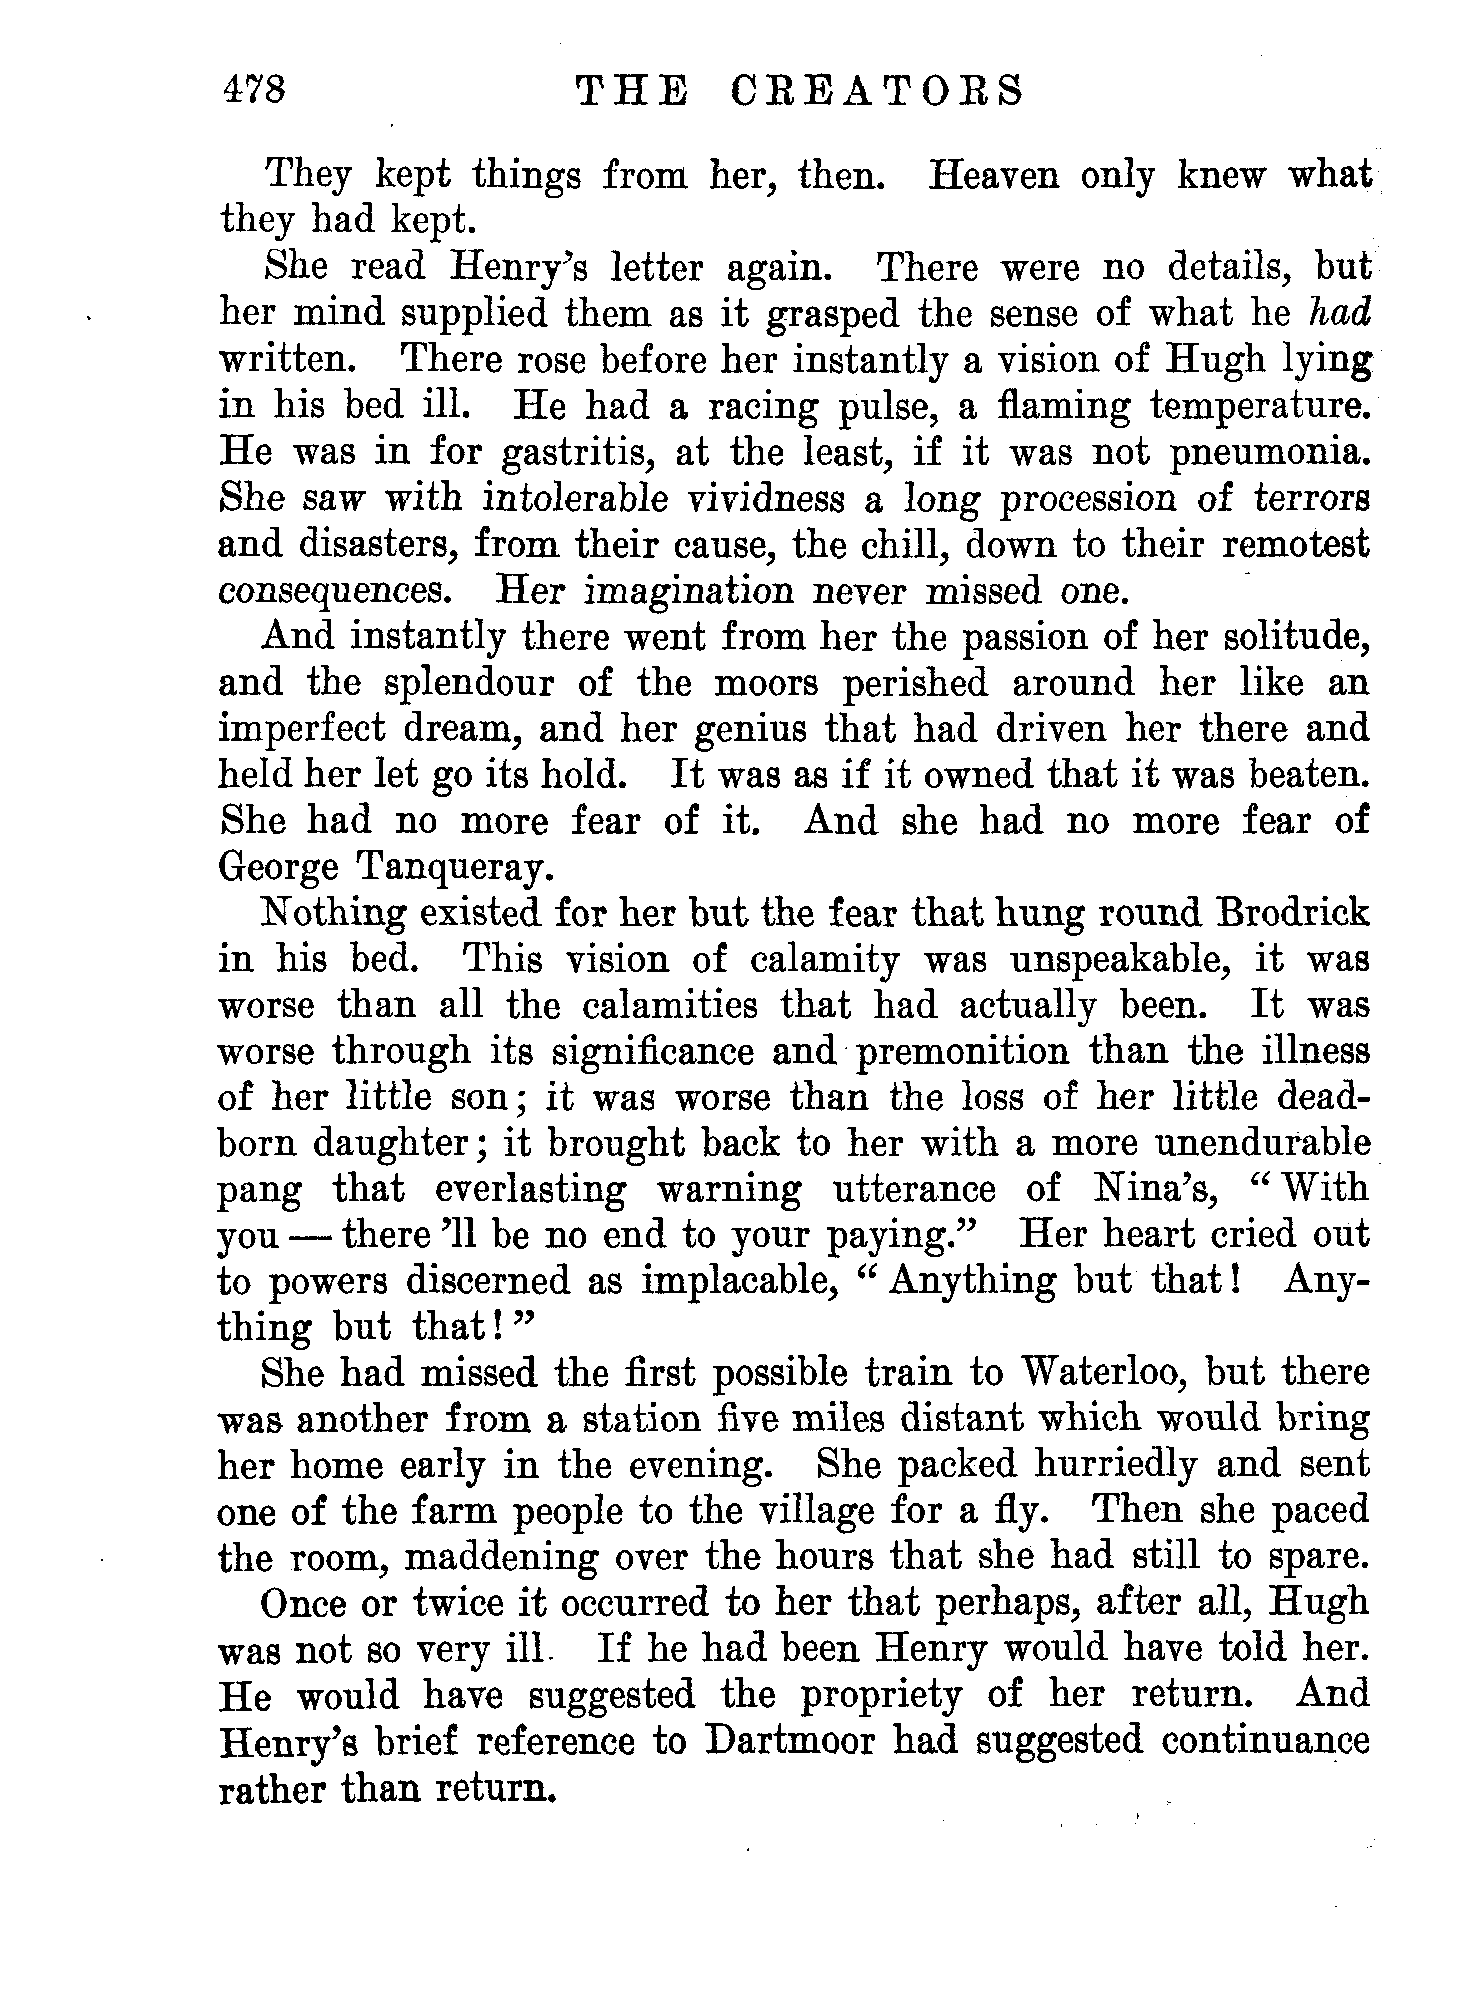 478 THE CREATORS
They kept things from her, then. Heaven only knew what
they had kept.
She read Henry's letter again. There were no details, but
her mind supplied them as it grasped the sense of what he had
written. There rose before her instantly a vision of Hugh lying
in his bed ill. He had a racing pulse, a flaming temperature.
He was in for gastritis, at the least, if it was not pneumonia.
She saw with intolerable vividness a long procession of terrors
and disasters, from their cause, the chill, down to their remotest
consequences. Her imagination never missed one.
And instantly there went from her the passion of her solitude,
and the splendour of the moors perished around her like an
imperfect dream, and her genius that had driven her there and
held her let go its hold. It was as if it owned that it was beaten.
She had no more fear of it. And she had no more fear of
George Tanqueray.
Nothing existed for her but the fear that hung round Brodrick
in his bed. This vision of calamity was unspeakable, it was
worse than all the calamities that had actually been. It was
worse through its significance and premonition than the illness
of her little son; it was worse than the loss of her little dead-
born daughter; it brought back to her with a more unendurable
pang that everlasting warning utterance of Nina's, "With
you — there 'll be no end to your paying." Her heart cried out
to powers discerned as implacable, "Anything but that! Any-
thing but that!"
She had missed the first possible train to Waterloo, but there
was another from a station five miles distant which would bring
her home early in the evening. She packed hurriedly and sent
one of the farm people to the village for a fly. Then she paced
the room, maddening over the hours that she had still to spare.
Once or twice it occurred to her that perhaps, after all, Hugh
was not so very ill. If he had been Henry would have told her.
He would have suggested the propriety of her return. And
Henry's brief reference to Dartmoor had suggested continuance
rather than return.